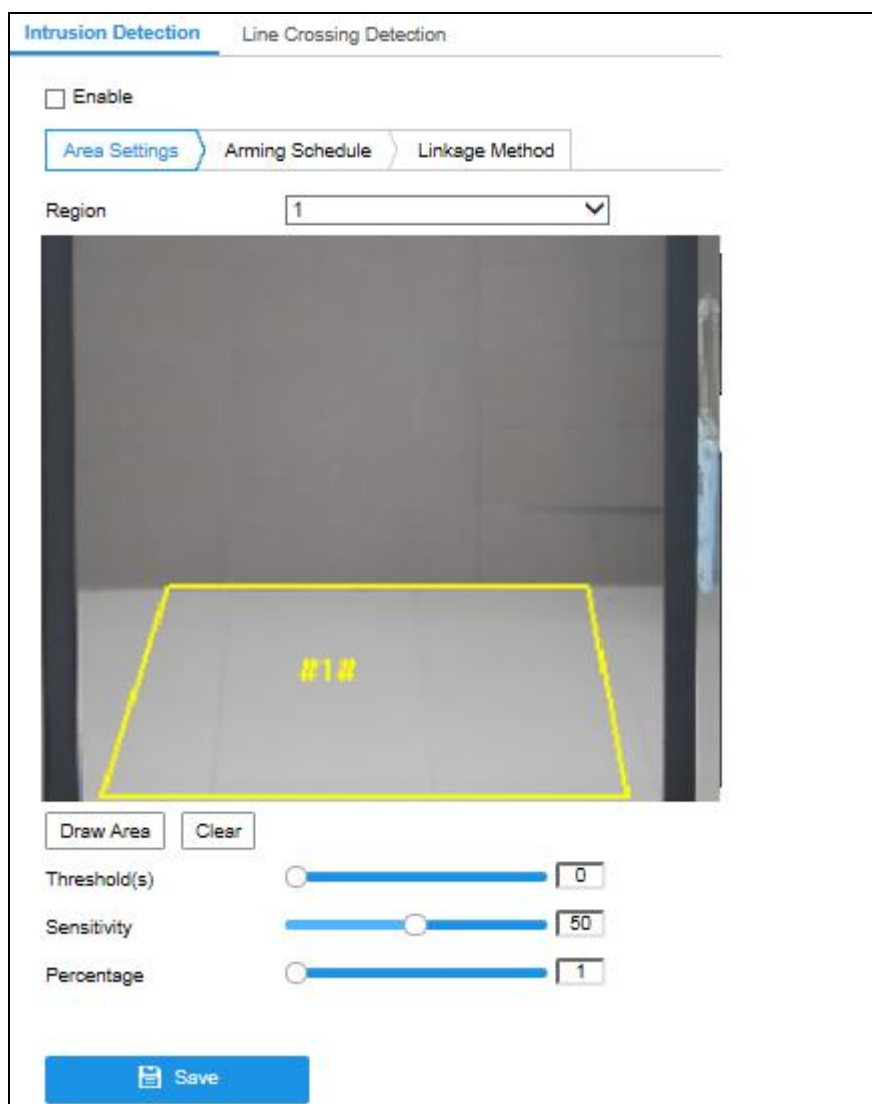 Intrusion Detection Line Crossing Detection
Enable
Area Settings Arming Schedule Linkage Method
Region 1
#1#
Draw Area Clear
Threshold(s) 0
Sensitivity 50
Percentage 1
Save